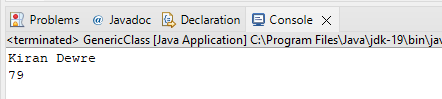 Problems Javadoc Declaration Console
<terminated> GenericClass [Java Application] C:\Program Files\Java\jdk-19\bin\jav
Kiran Dewre
79